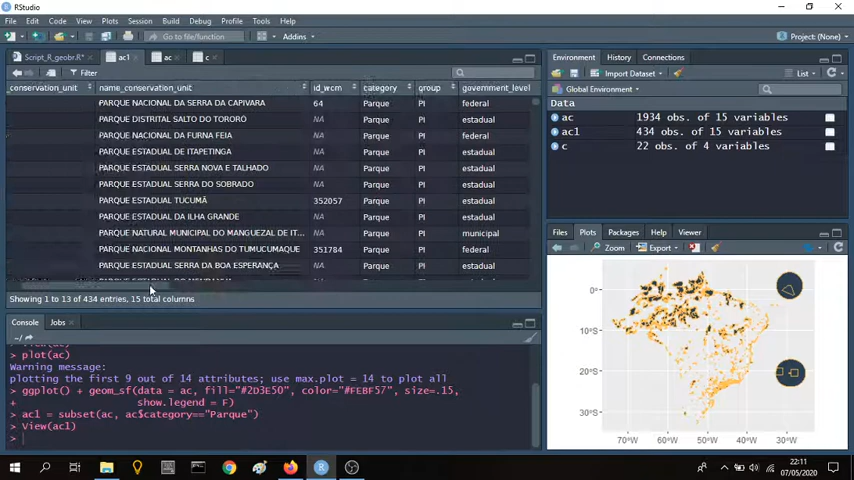 RStudio
File Edit Code View Plots Session Build Debug Profile Tools Help
Go to file/function
Addins
Project: (None)
Script_R_geobr.R*
ac1
ac
c
Filter
_conservation_unit name_conservation_unit id_wcm category group government_level
PARQUE NACIONAL DA SERRA DA CAPIVARA 64 Parque PI federal
PARQUE DISTRITAL SALTO DO TORORÓ NA Parque PI estadual
PARQUE NACIONAL DA FURNA FEIA NA Parque PI federal
PARQUE ESTADUAL DE ITAPETINGA NA Parque PI estadual
PARQUE ESTADUAL SERRA NOVA E TALHADO NA Parque PI estadual
PARQUE ESTADUAL SERRA DO SOBRADO NA Parque PI estadual
PARQUE ESTADUAL TUCUMÃ 352057 Parque PI estadual
PARQUE ESTADUAL DA ILHA GRANDE NA Parque PI estadual
PARQUE NATURAL MUNICIPAL DO MANGUEZAL DE IT... NA Parque PI municipal
PARQUE NACIONAL MONTANHAS DO TUMUCUMAQUE 351784 Parque PI federal
PARQUE ESTADUAL SERRA DA BOA ESPERANÇA NA Parque PI estadual
Showing 1 to 13 of 434 entries, 15 total columns
Console Jobs
~/
> plot(ac)
Warning message:
plotting the first 9 out of 14 attributes; use max.plot = 14 to plot all
> ggplot() + geom_sf(data = ac, fill="#2D3E50", color="#FEBF57", size=.15,
+ show.legend = F)
> ac1 = subset(ac, ac$category=="Parque")
> View(ac1)
>
Environment History Connections
Import Dataset
List
Global Environment
Data
ac 1934 obs. of 15 variables
ac1 434 obs. of 15 variables
c 22 obs. of 4 variables
Files Plots Packages Help Viewer
Zoom Export
0°
10°S
20°S
30°S
70°W 60°W 50°W 40°W 30°W
22:11
07/05/2020